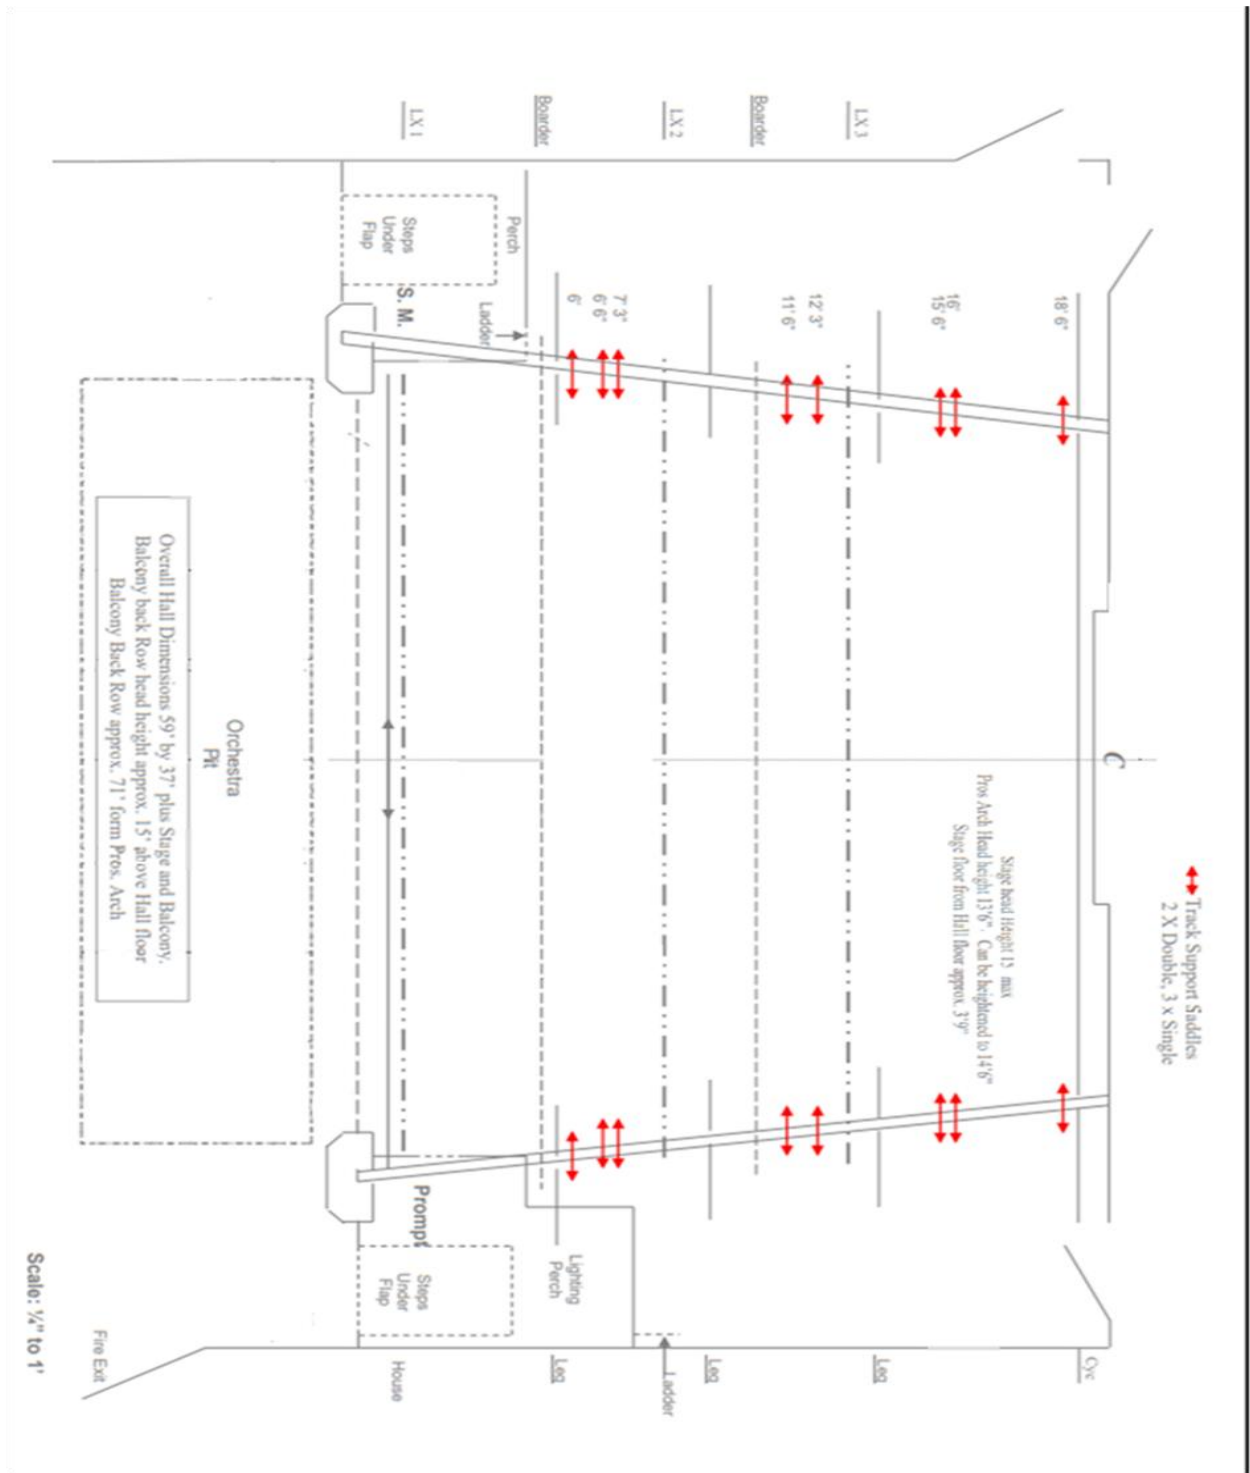 Track Support Saddles
2 X Double, 3 x Single
C
Stage head Height 15 max
Pros Arch Head height 13'6". Can be heightened to 14'6"
Stage floor from Hall floor approx. 3'9"
18' 6"
16'
15' 6"
12' 3"
11' 6"
7' 3"
6' 6"
6'
LX 3
Boarder
LX 2
Boarder
LX 1
Perch
Ladder
Steps
Under
Flap
S. M.
Cyc
Leg
Leg
Ladder
Leg
Lighting
Perch
Prompt
Steps
Under
Flap
House
Orchestra
Pit
Overall Hall Dimensions 59' by 37' plus Stage and Balcony.
Balcony back Row head height approx. 15' above Hall floor
Balcony Back Row approx. 71' form Pros. Arch
Fire Exit
Scale: ¼" to 1'